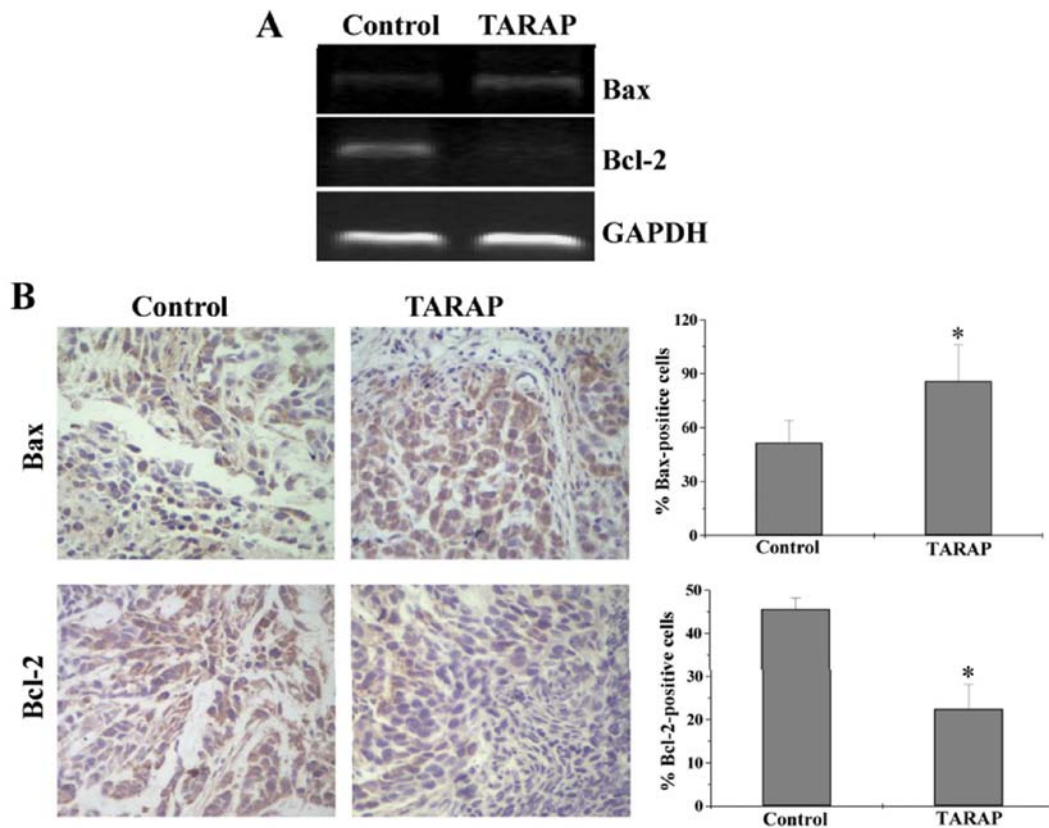 A
Control TARAP
Bax
Bcl-2
GAPDH
B
Control TARAP
Bax
Bcl-2
% Bax-positice cells
120
90
60
30
0
Control TARAP
*
% Bcl-2-positive cells
50
40
30
20
10
0
Control TARAP
*